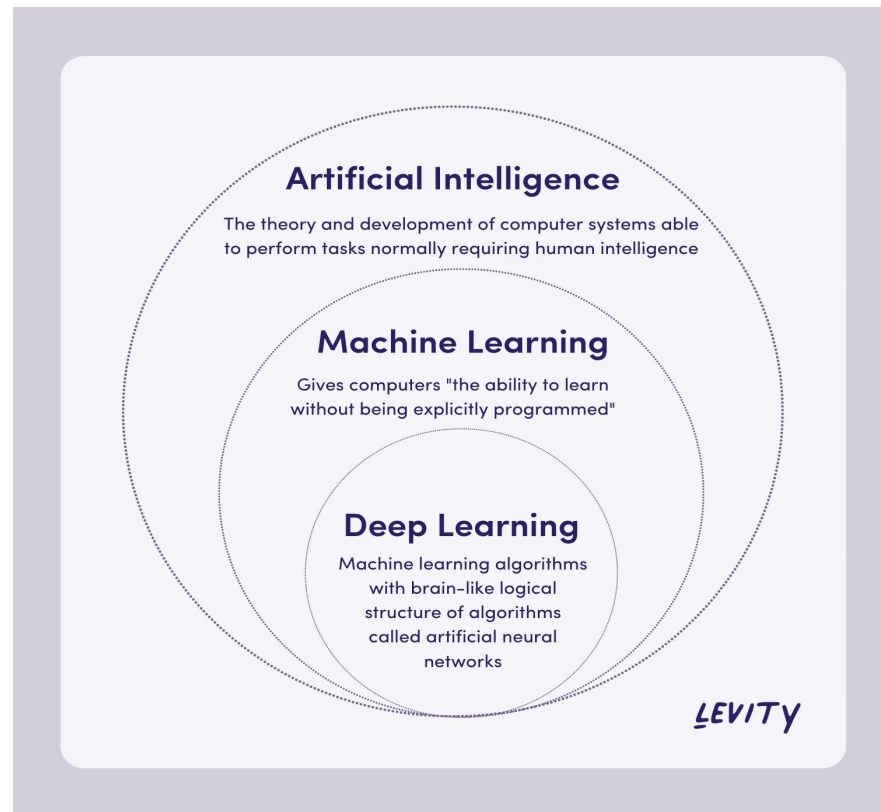 Artificial Intelligence
The theory and development of computer systems able
to perform tasks normally requiring human intelligence
Machine Learning
Gives computers "the ability to learn
without being explicitly programmed"
Deep Learning
Machine learning algorithms
with brain-like logical
structure of algorithms
called artificial neural
networks
LEVITY